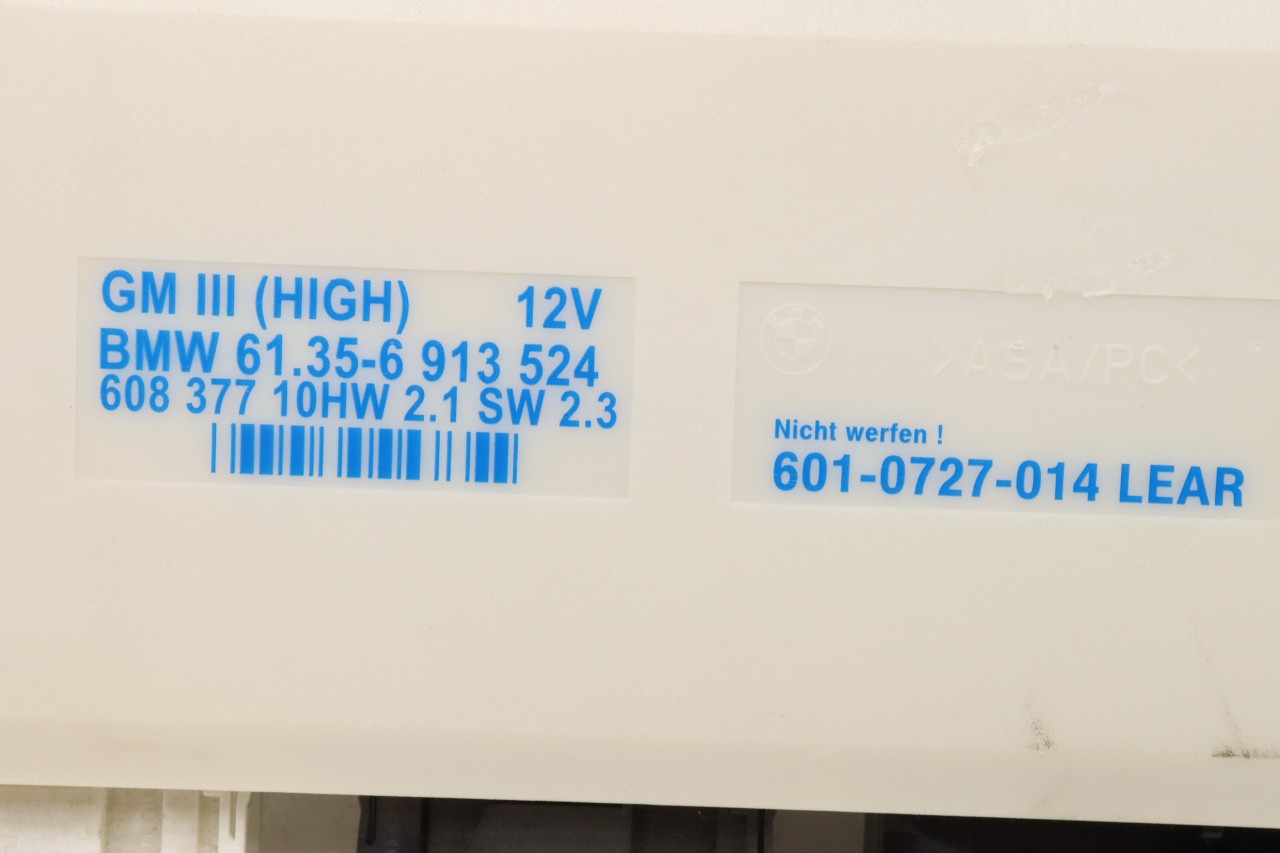 GM III (HIGH) 12V
BMW 61.35-6 913 524
608 377 10HW 2.1 SW 2.3
>ASA/PC<
Nicht werfen !
601-0727-014 LEAR